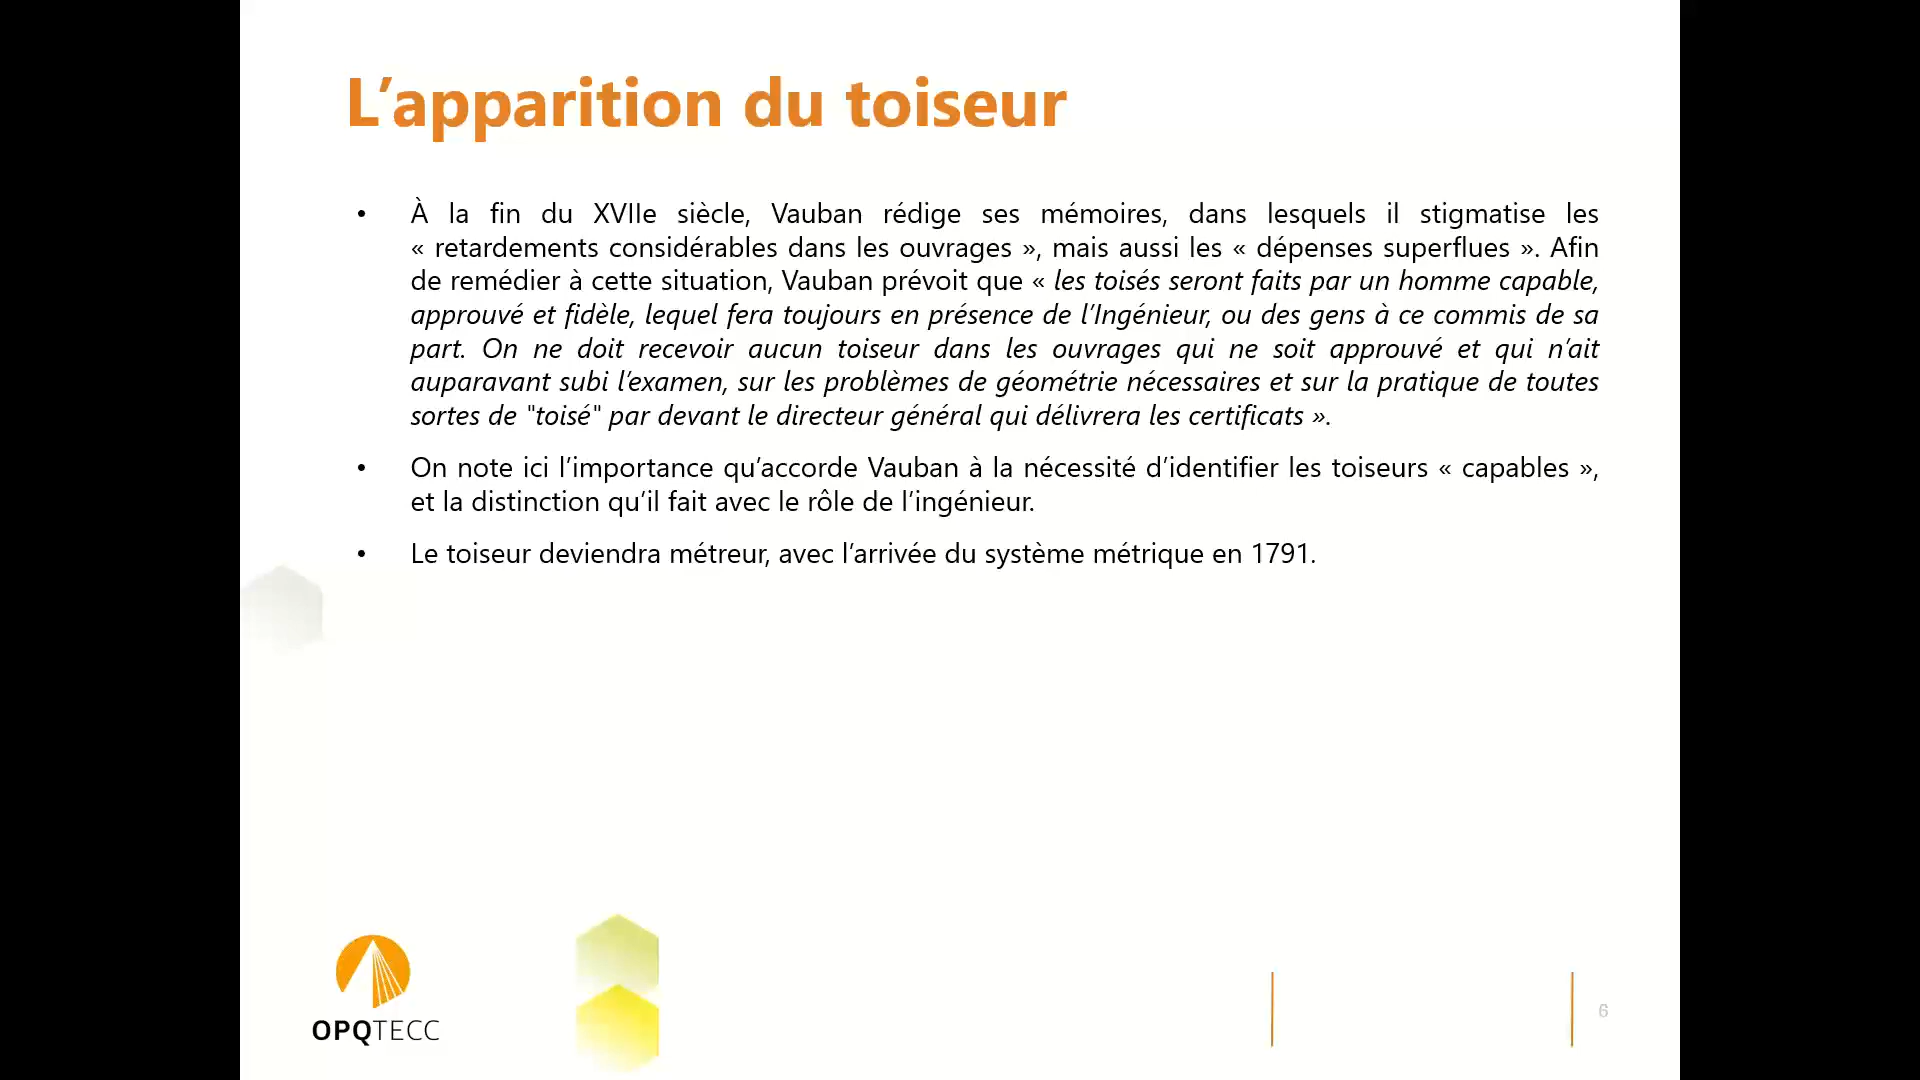 L’apparition du toiseur
• À la fin du XVIIe siècle, Vauban rédige ses mémoires, dans lesquels il stigmatise les
« retardements considérables dans les ouvrages », mais aussi les « dépenses superflues ». Afin
de remédier à cette situation, Vauban prévoit que « les toisés seront faits par un homme capable,
approuvé et fidèle, lequel fera toujours en présence de l’Ingénieur, ou des gens à ce commis de sa
part. On ne doit recevoir aucun toiseur dans les ouvrages qui ne soit approuvé et qui n’ait
auparavant subi l’examen, sur les problèmes de géométrie nécessaires et sur la pratique de toutes
sortes de "toisé" par devant le directeur général qui délivrera les certificats ».
• On note ici l’importance qu’accorde Vauban à la nécessité d’identifier les toiseurs « capables »,
et la distinction qu’il fait avec le rôle de l’ingénieur.
• Le toiseur deviendra métreur, avec l’arrivée du système métrique en 1791.
OPQTECC
6